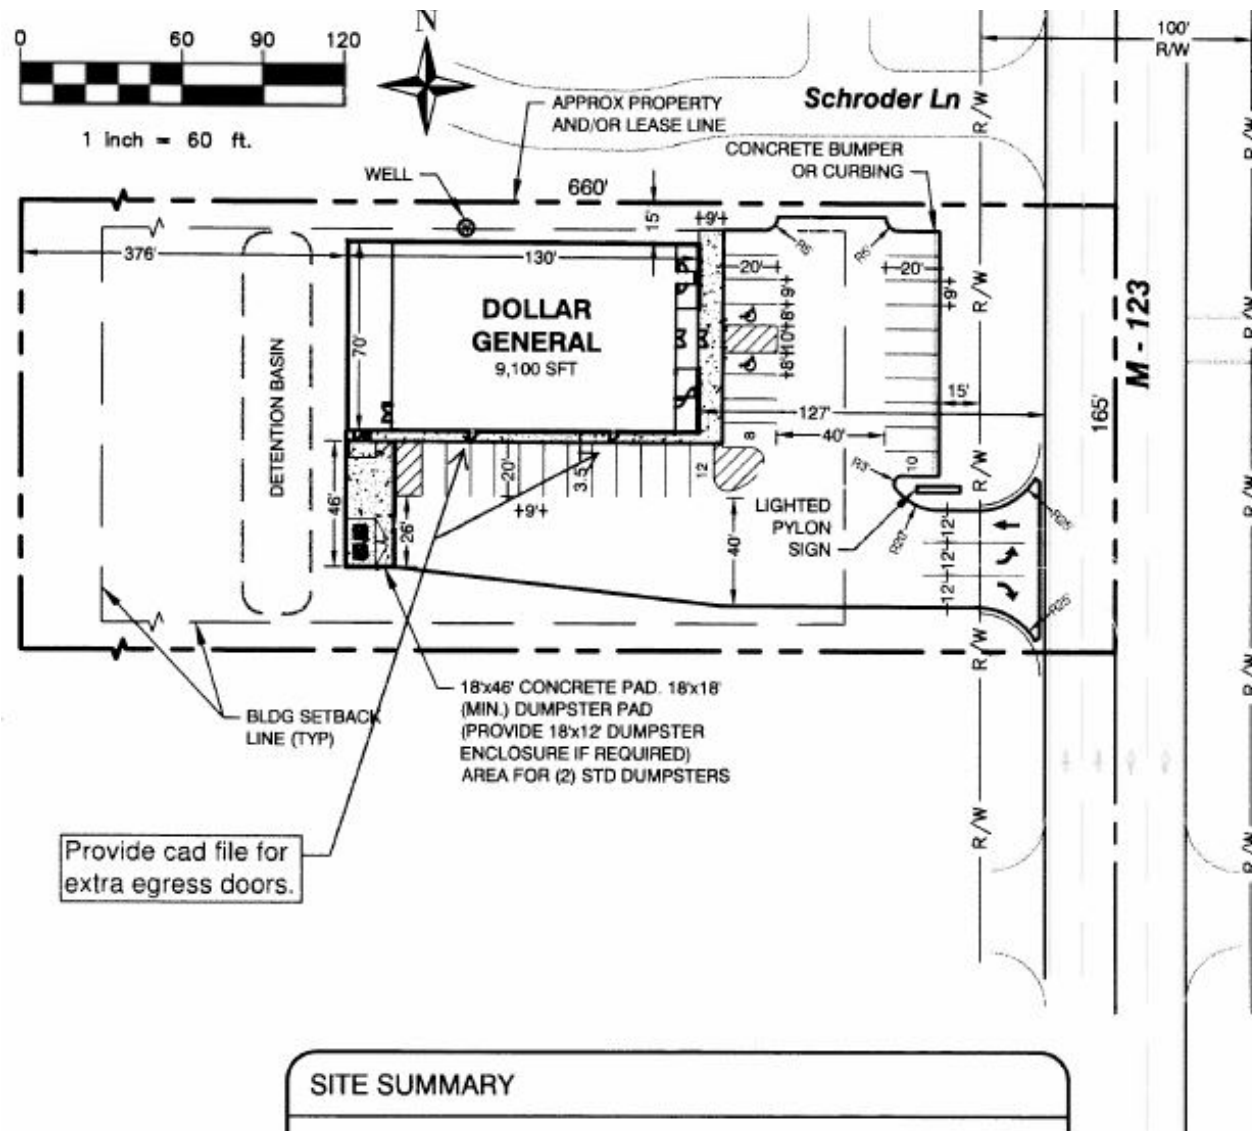 N
0 60 90 120
1 inch = 60 ft.
100'
R/W
Schroder Ln
APPROX PROPERTY
AND/OR LEASE LINE
CONCRETE BUMPER
OR CURBING
WELL
660'
15'
9'
R5'
R5'
20'
20'
9'
376'
130'
DOLLAR
GENERAL
9,100 SFT
70'
8'
10'
8'
9'
DETENTION BASIN
M - 123
165'
15'
127'
40'
8
10
12
R3'
46'
20'
3.5'
9'
26'
40'
LIGHTED
PYLON
SIGN
R20'
12'
12'
12'
R25'
R25'
R/W
R/W
R/W
R/W
R/W
R/W
R/W
R/W
R/W
R/W
R/W
18'x46' CONCRETE PAD. 18'x18'
(MIN.) DUMPSTER PAD
(PROVIDE 18'x12' DUMPSTER
ENCLOSURE IF REQUIRED)
AREA FOR (2) STD DUMPSTERS
BLDG SETBACK
LINE (TYP)
Provide cad file for
extra egress doors.
SITE SUMMARY